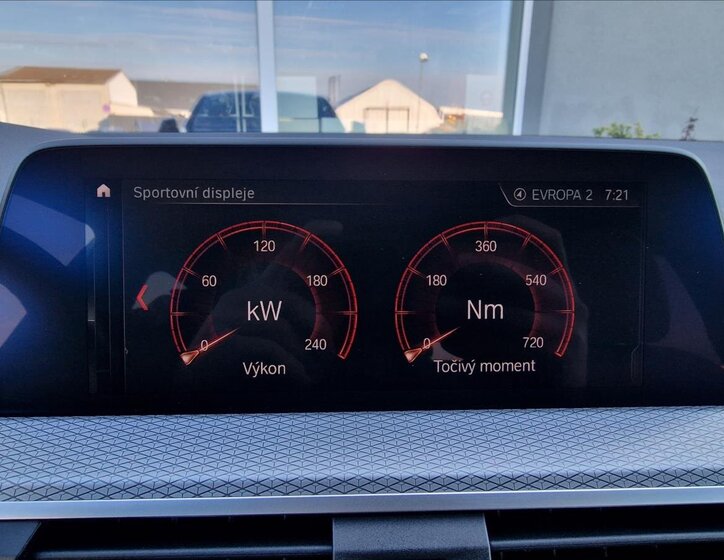 Sportovní displeje
EVROPA 2 7:21
0 60 120 180 240
kW
Výkon
0 180 360 540 720
Nm
Točivý moment